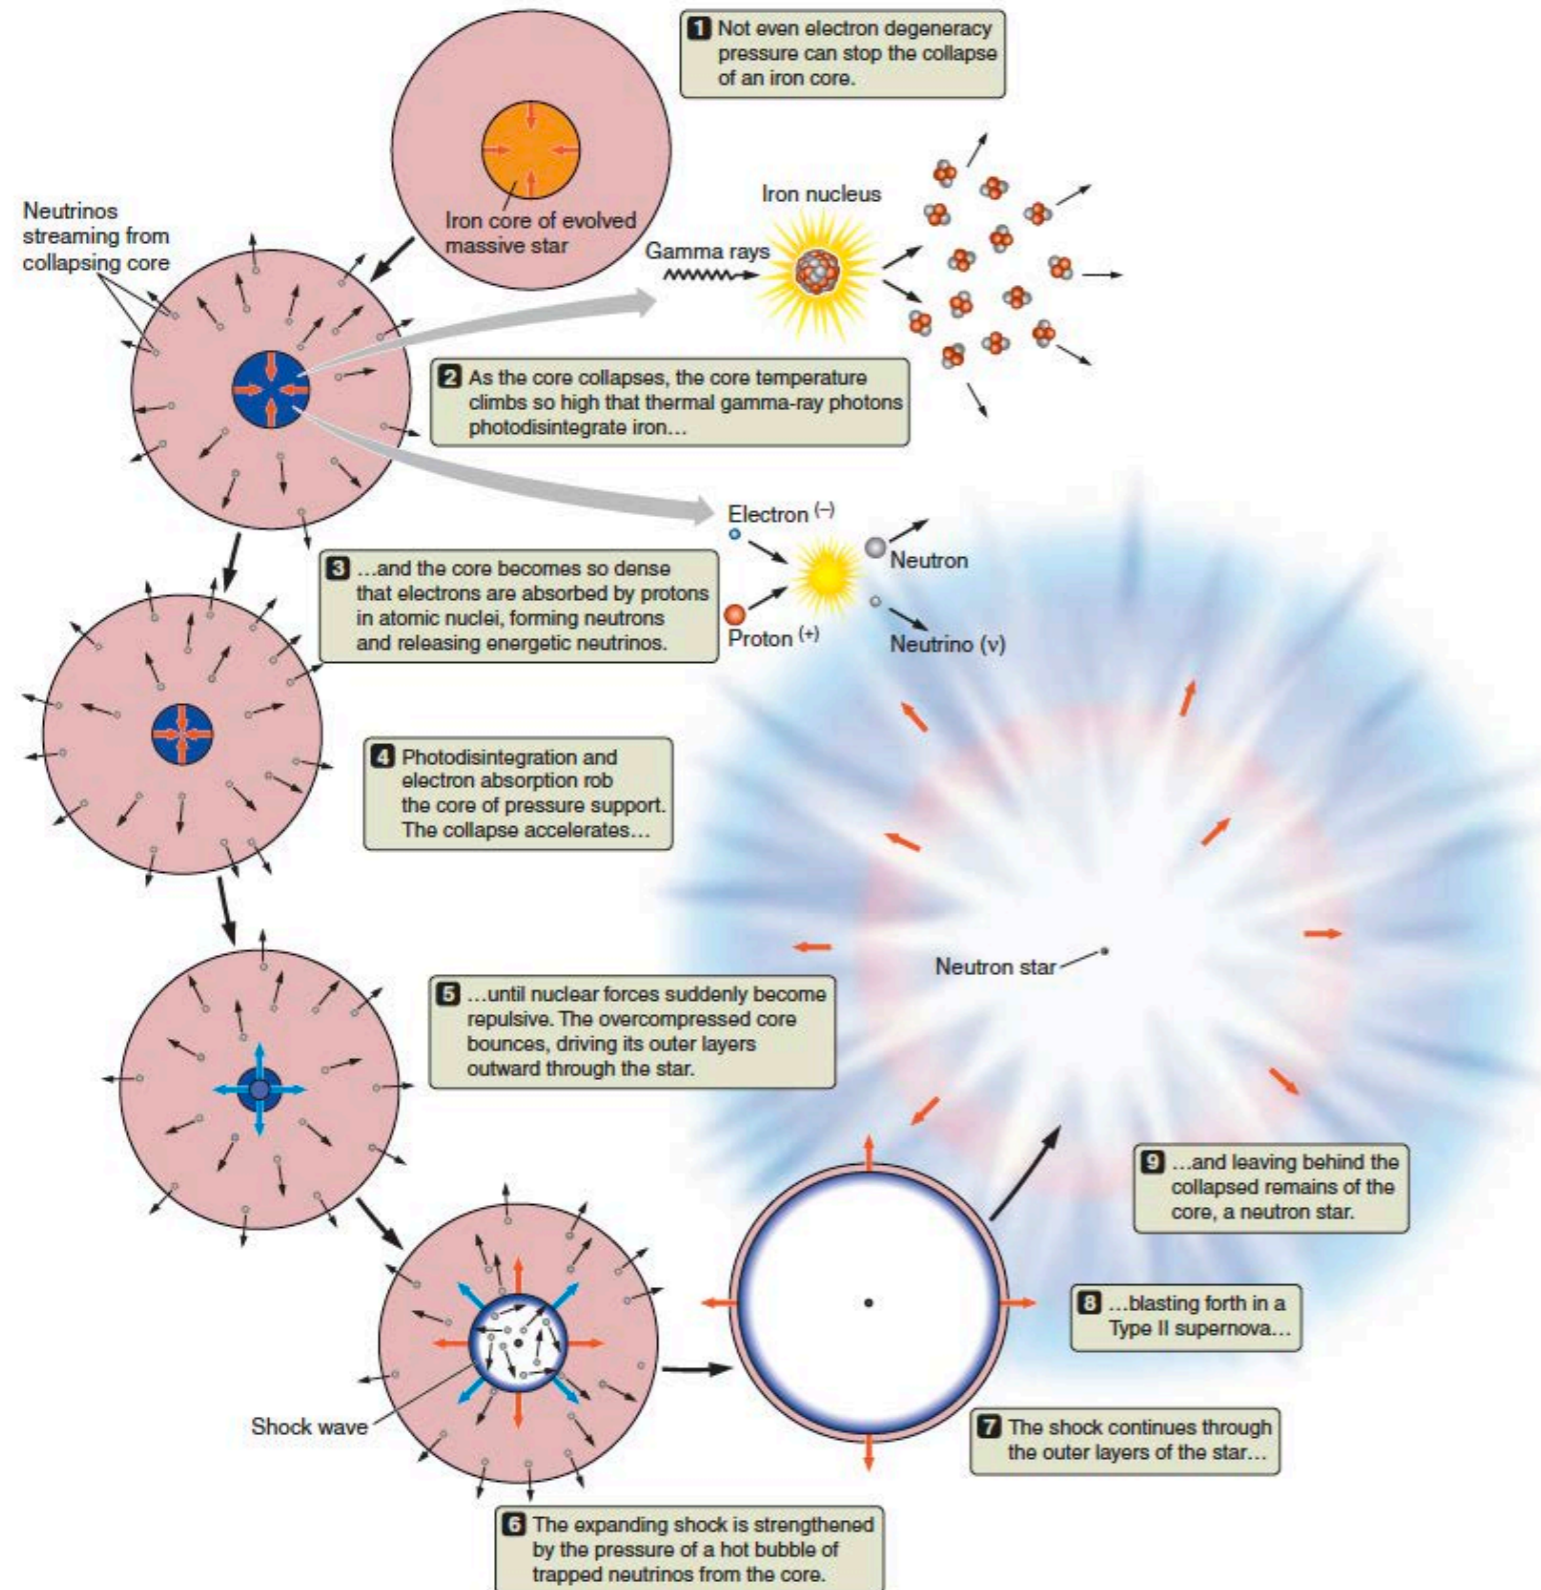 1 Not even electron degeneracy
pressure can stop the collapse
of an iron core.
Iron core of evolved
massive star
Neutrinos
streaming from
collapsing core
Iron nucleus
Gamma rays
2 As the core collapses, the core temperature
climbs so high that thermal gamma-ray photons
photodisintegrate iron…
Electron (–)
Neutron
Proton (+)
Neutrino (ν)
3 …and the core becomes so dense
that electrons are absorbed by protons
in atomic nuclei, forming neutrons
and releasing energetic neutrinos.
4 Photodisintegration and
electron absorption rob
the core of pressure support.
The collapse accelerates…
Neutron star
5 …until nuclear forces suddenly become
repulsive. The overcompressed core
bounces, driving its outer layers
outward through the star.
Shock wave
6 The expanding shock is strengthened
by the pressure of a hot bubble of
trapped neutrinos from the core.
7 The shock continues through
the outer layers of the star…
8 …blasting forth in a
Type II supernova…
9 …and leaving behind the
collapsed remains of the
core, a neutron star.